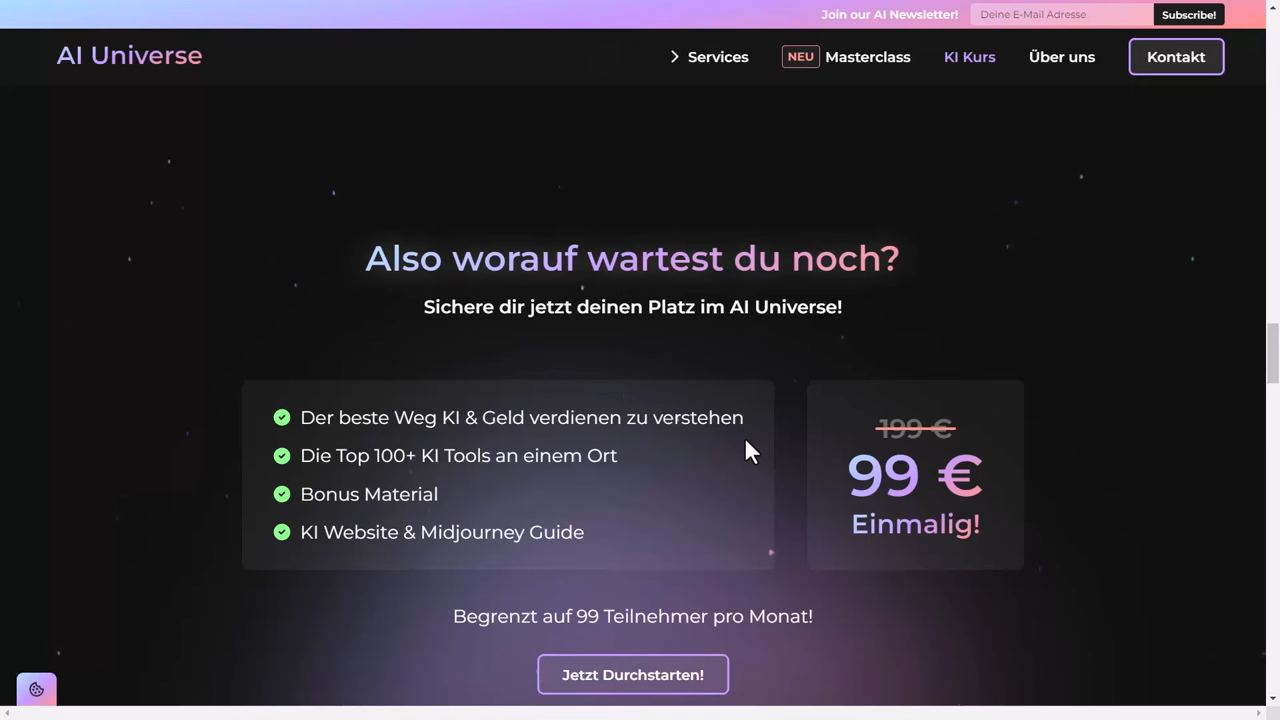 Join our AI Newsletter!
Deine E-Mail Adresse
Subscribe!
AI Universe
Services
NEU Masterclass
KI Kurs
Über uns
Kontakt
Also worauf wartest du noch?
Sichere dir jetzt deinen Platz im AI Universe!
Der beste Weg KI & Geld verdienen zu verstehen
Die Top 100+ KI Tools an einem Ort
Bonus Material
KI Website & Midjourney Guide
199 €
99 €
Einmalig!
Begrenzt auf 99 Teilnehmer pro Monat!
Jetzt Durchstarten!